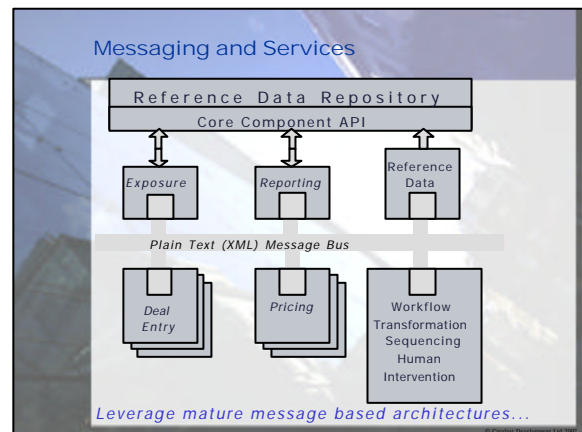 Messaging and Services
Reference Data Repository
Core Component API
Exposure
Reporting
Reference
Data
Plain Text (XML) Message Bus
Deal
Entry
Pricing
Workflow
Transformation
Sequencing
Human
Intervention
Leverage mature message based architectures...